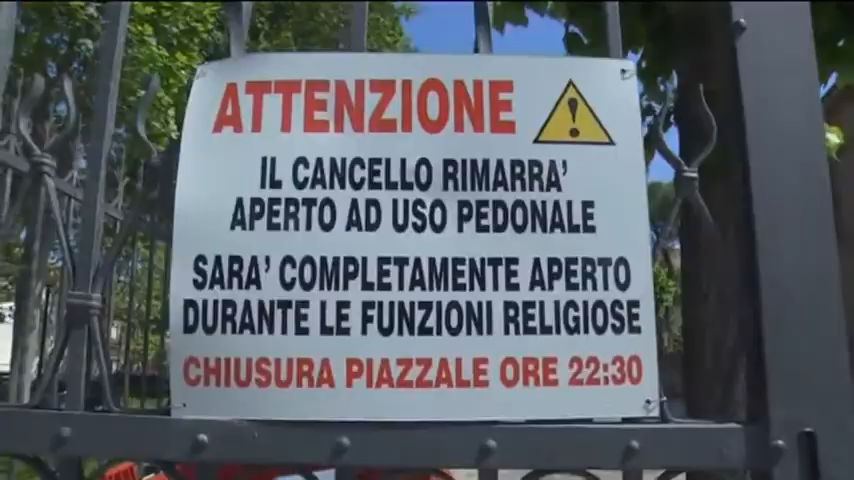 ATTENZIONE
IL CANCELLO RIMARRA'
APERTO AD USO PEDONALE
SARA' COMPLETAMENTE APERTO
DURANTE LE FUNZIONI RELIGIOSE
CHIUSURA PIAZZALE ORE 22:30